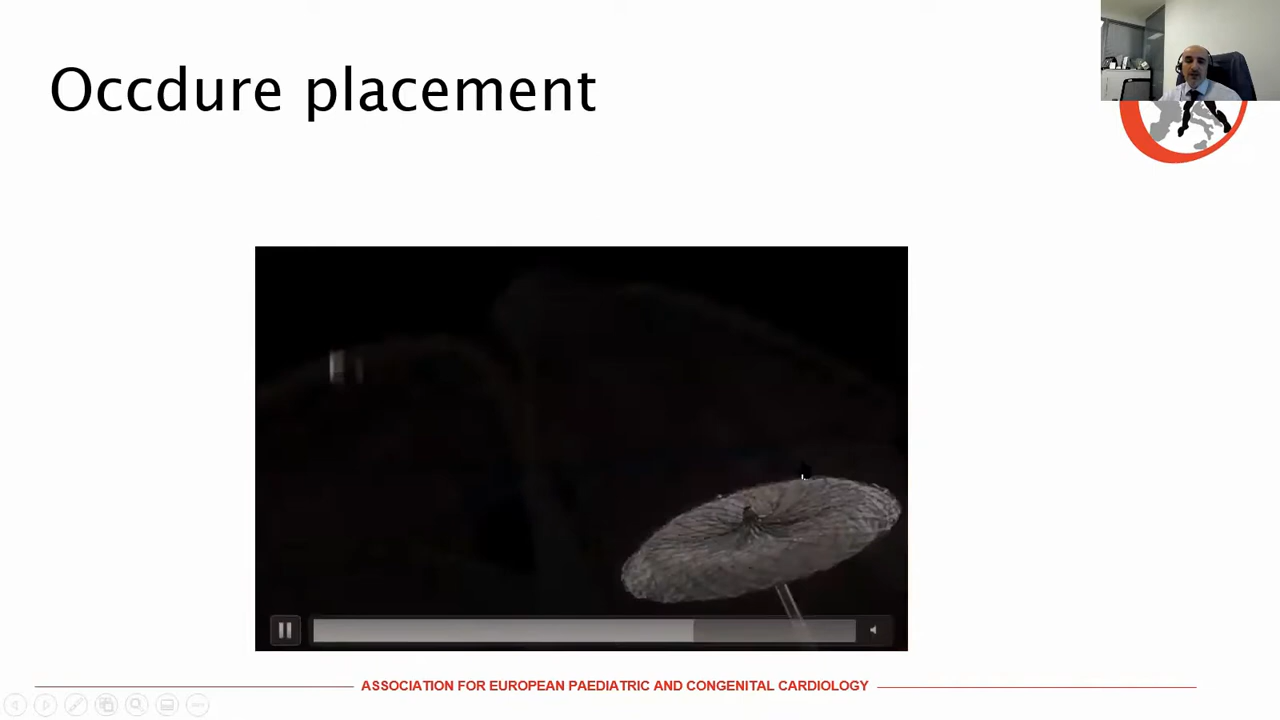 Occdure placement
ASSOCIATION FOR EUROPEAN PAEDIATRIC AND CONGENITAL CARDIOLOGY